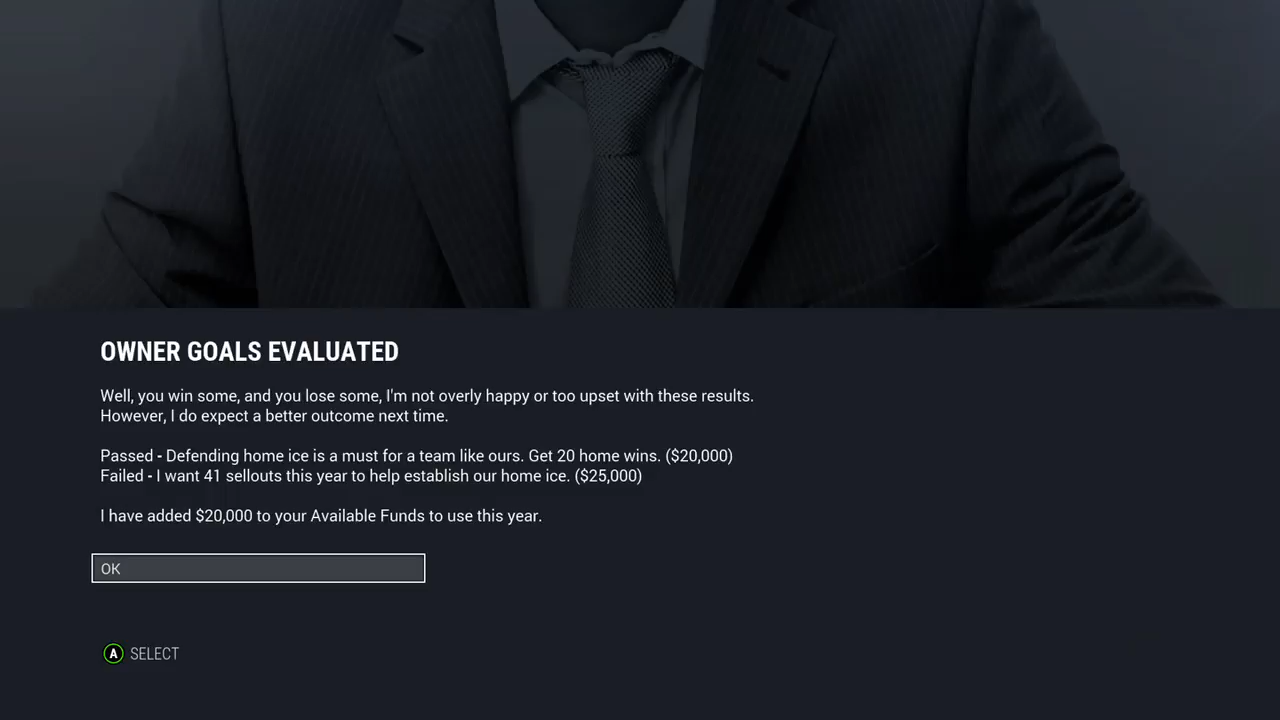 OWNER GOALS EVALUATED
Well, you win some, and you lose some, I'm not overly happy or too upset with these results.
However, I do expect a better outcome next time.
Passed - Defending home ice is a must for a team like ours. Get 20 home wins. ($20,000)
Failed - I want 41 sellouts this year to help establish our home ice. ($25,000)
I have added $20,000 to your Available Funds to use this year.
OK
A SELECT